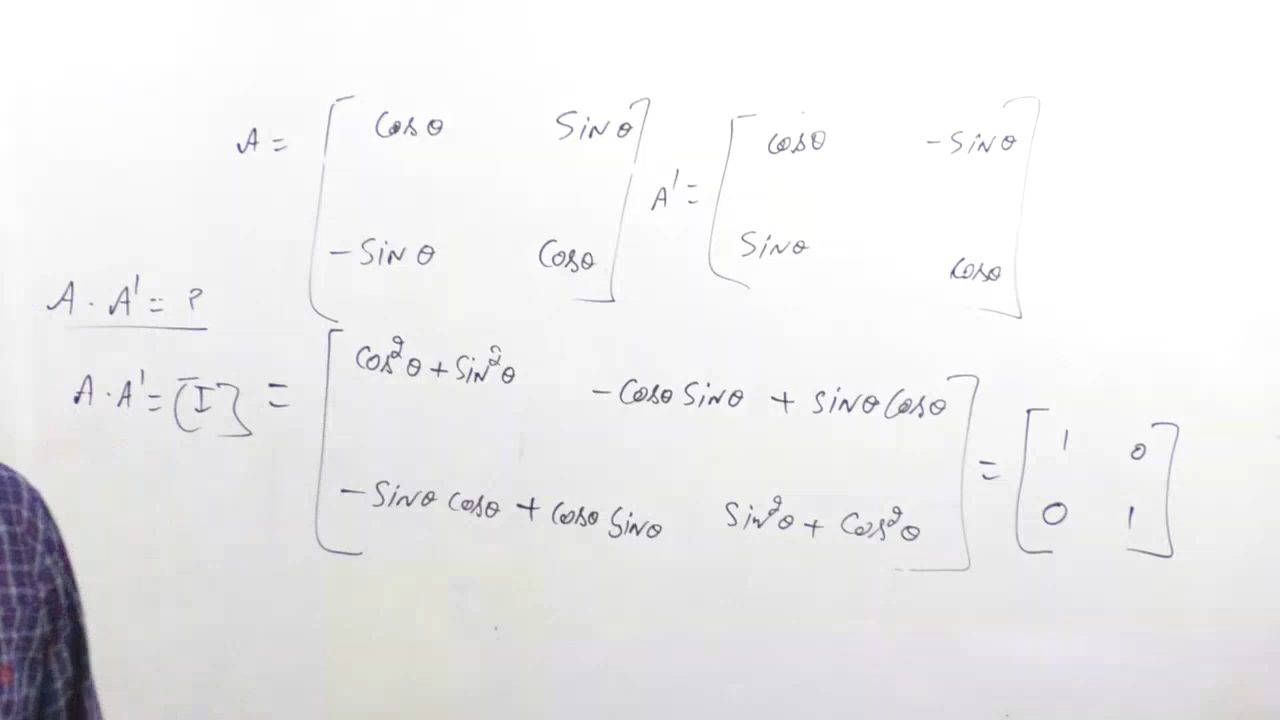 A = [ Cosθ Sinθ ] A' = [ Cosθ -Sinθ ]
[ -Sinθ Cosθ ] [ Sinθ Cosθ ]
A · A' = ?
A · A' = [I] = [ Cos²θ + Sin²θ -Cosθ Sinθ + Sinθ Cosθ ] = [ 1 0 ]
[ -Sinθ Cosθ + Cosθ Sinθ Sin²θ + Cos²θ ] [ 0 1 ]